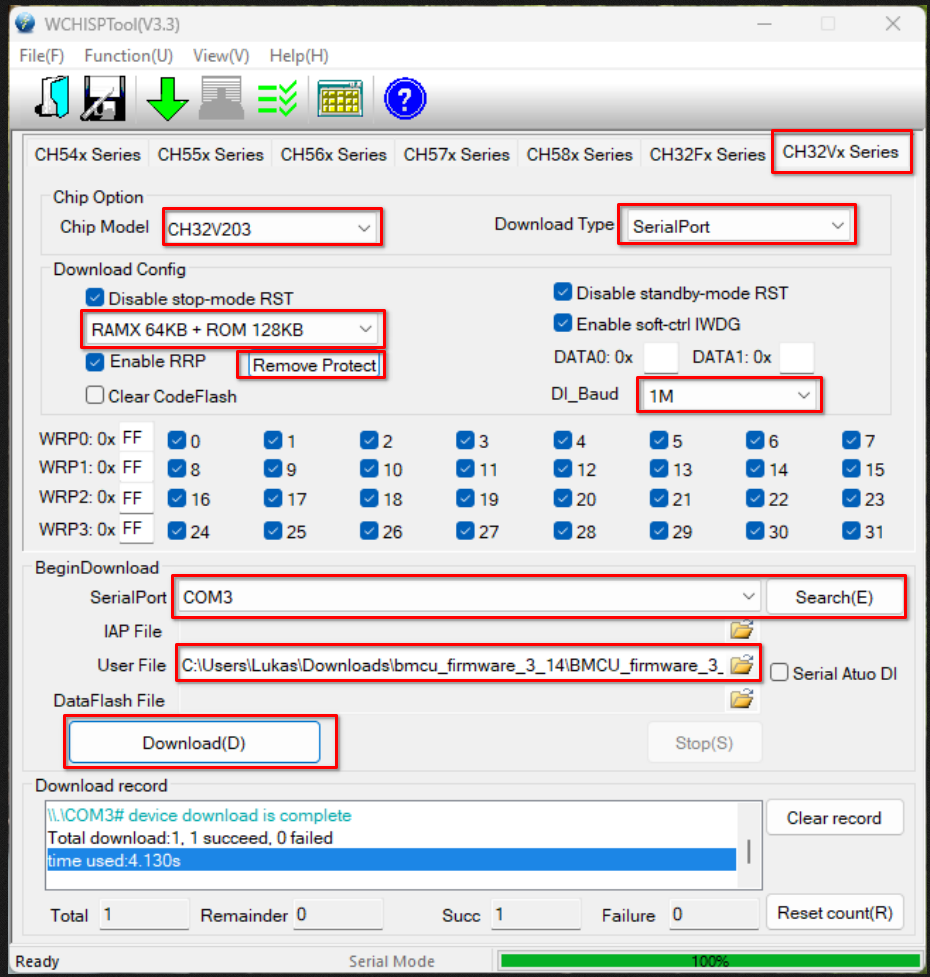 WCHISPTool(V3.3)
File(F) Function(U) View(V) Help(H)
?
CH54x Series CH55x Series CH56x Series CH57x Series CH58x Series CH32Fx Series CH32Vx Series
Chip Option
Chip Model CH32V203 Download Type SerialPort
Download Config
Disable stop-mode RST Disable standby-mode RST
RAMX 64KB + ROM 128KB Enable soft-ctrl IWDG
Enable RRP Remove Protect DATA0: 0x DATA1: 0x
Clear CodeFlash DI_Baud 1M
WRP0: 0x FF 0 1 2 3 4 5 6 7
WRP1: 0x FF 8 9 10 11 12 13 14 15
WRP2: 0x FF 16 17 18 19 20 21 22 23
WRP3: 0x FF 24 25 26 27 28 29 30 31
BeginDownload
SerialPort COM3 Search(E)
IAP File
User File C:\Users\Lukas\Downloads\bmcu_firmware_3_14\BMCU_firmware_3_ Serial Atuo DI
DataFlash File
Download(D) Stop(S)
Download record
\\.\COM3# device download is complete Clear record
Total download:1, 1 succeed, 0 failed
time used:4.130s
Total 1 Remainder 0 Succ 1 Failure 0 Reset count(R)
Ready Serial Mode 100%